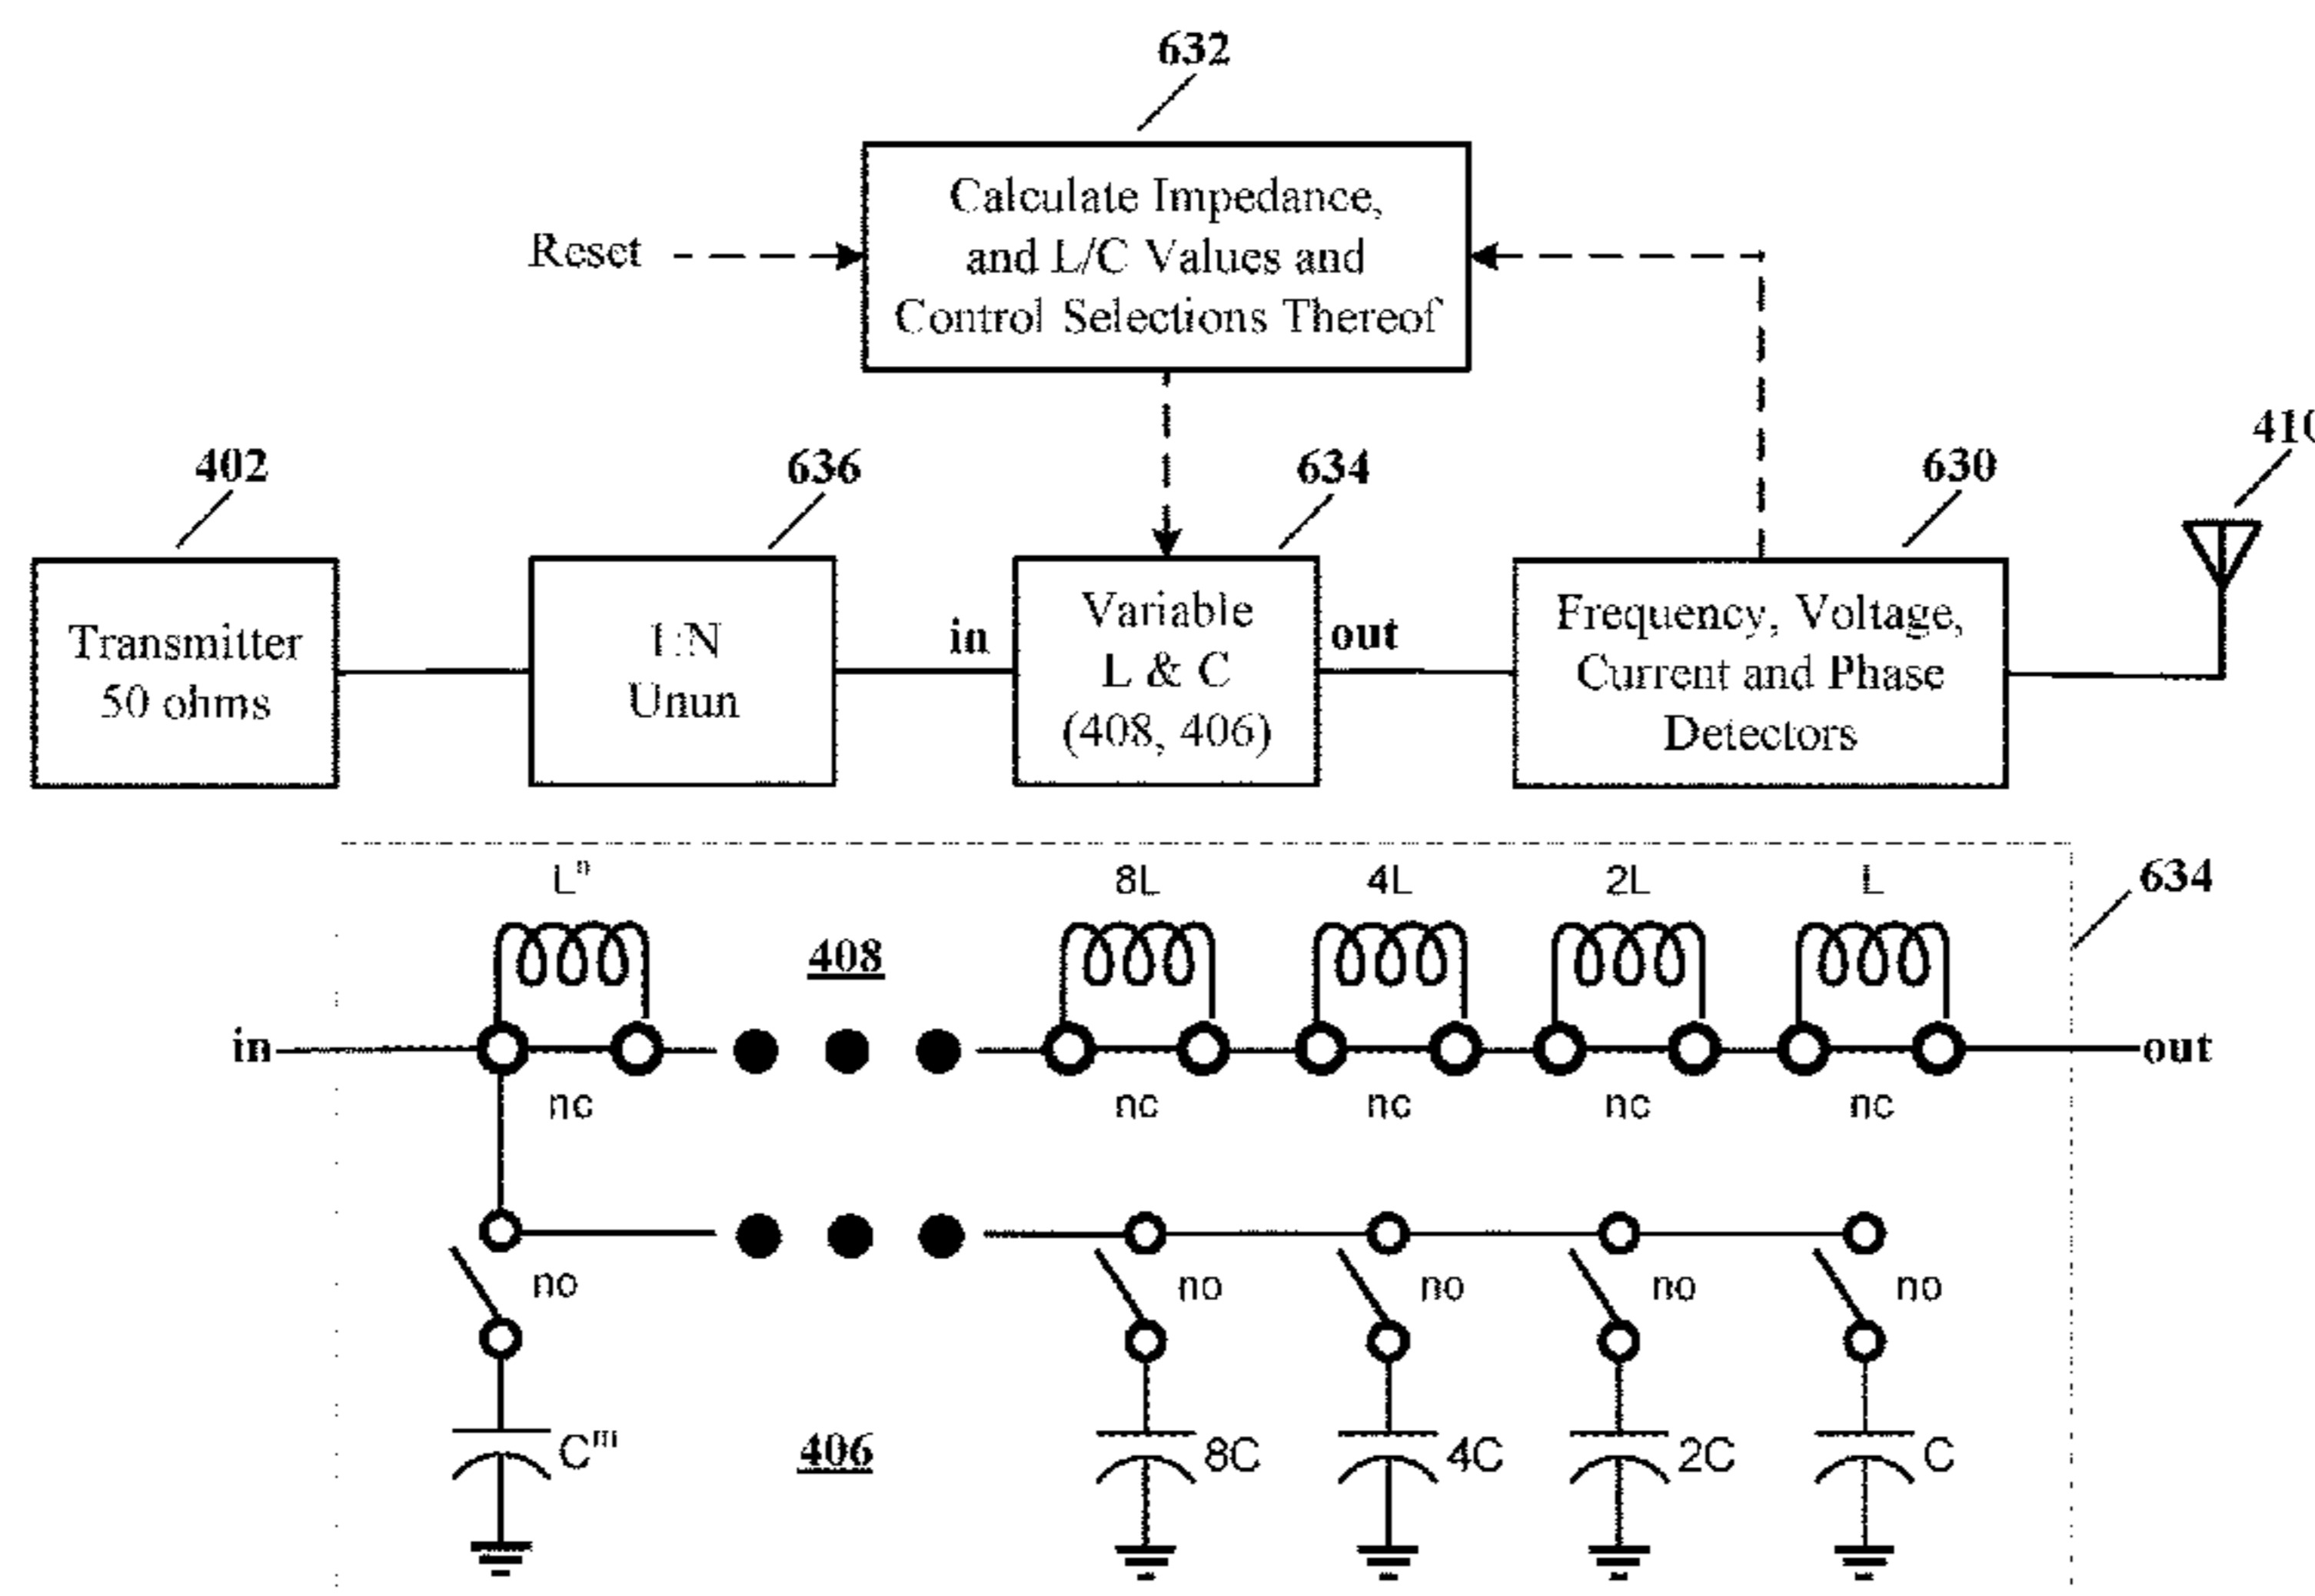 632
Calculate Impedance,
and L/C Values and
Control Selections Thereof
Reset
402
636
634
630
410
Transmitter
50 ohms
1:N
Unun
in
Variable
L & C
(408, 406)
out
Frequency, Voltage,
Current and Phase
Detectors
Lⁿ
408
8L
4L
2L
L
634
in
out
nc
nc
nc
nc
nc
no
no
no
no
no
Cᵐ
406
8C
4C
2C
C